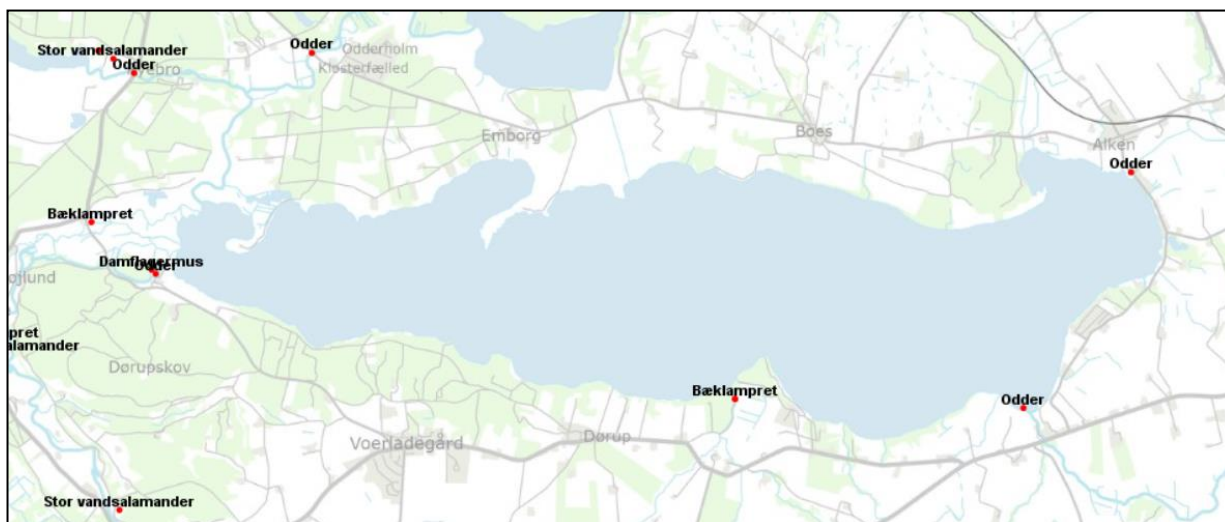 Stor vandsalamander
Odder
Odder
Odderholm
Klosterfælled
Emborg
Boes
Alken
Odder
Bæklampret
Damflagermus
Odder
Dørupskov
Bæklampret
Odder
Voerladegård
Dørup
Stor vandsalamander